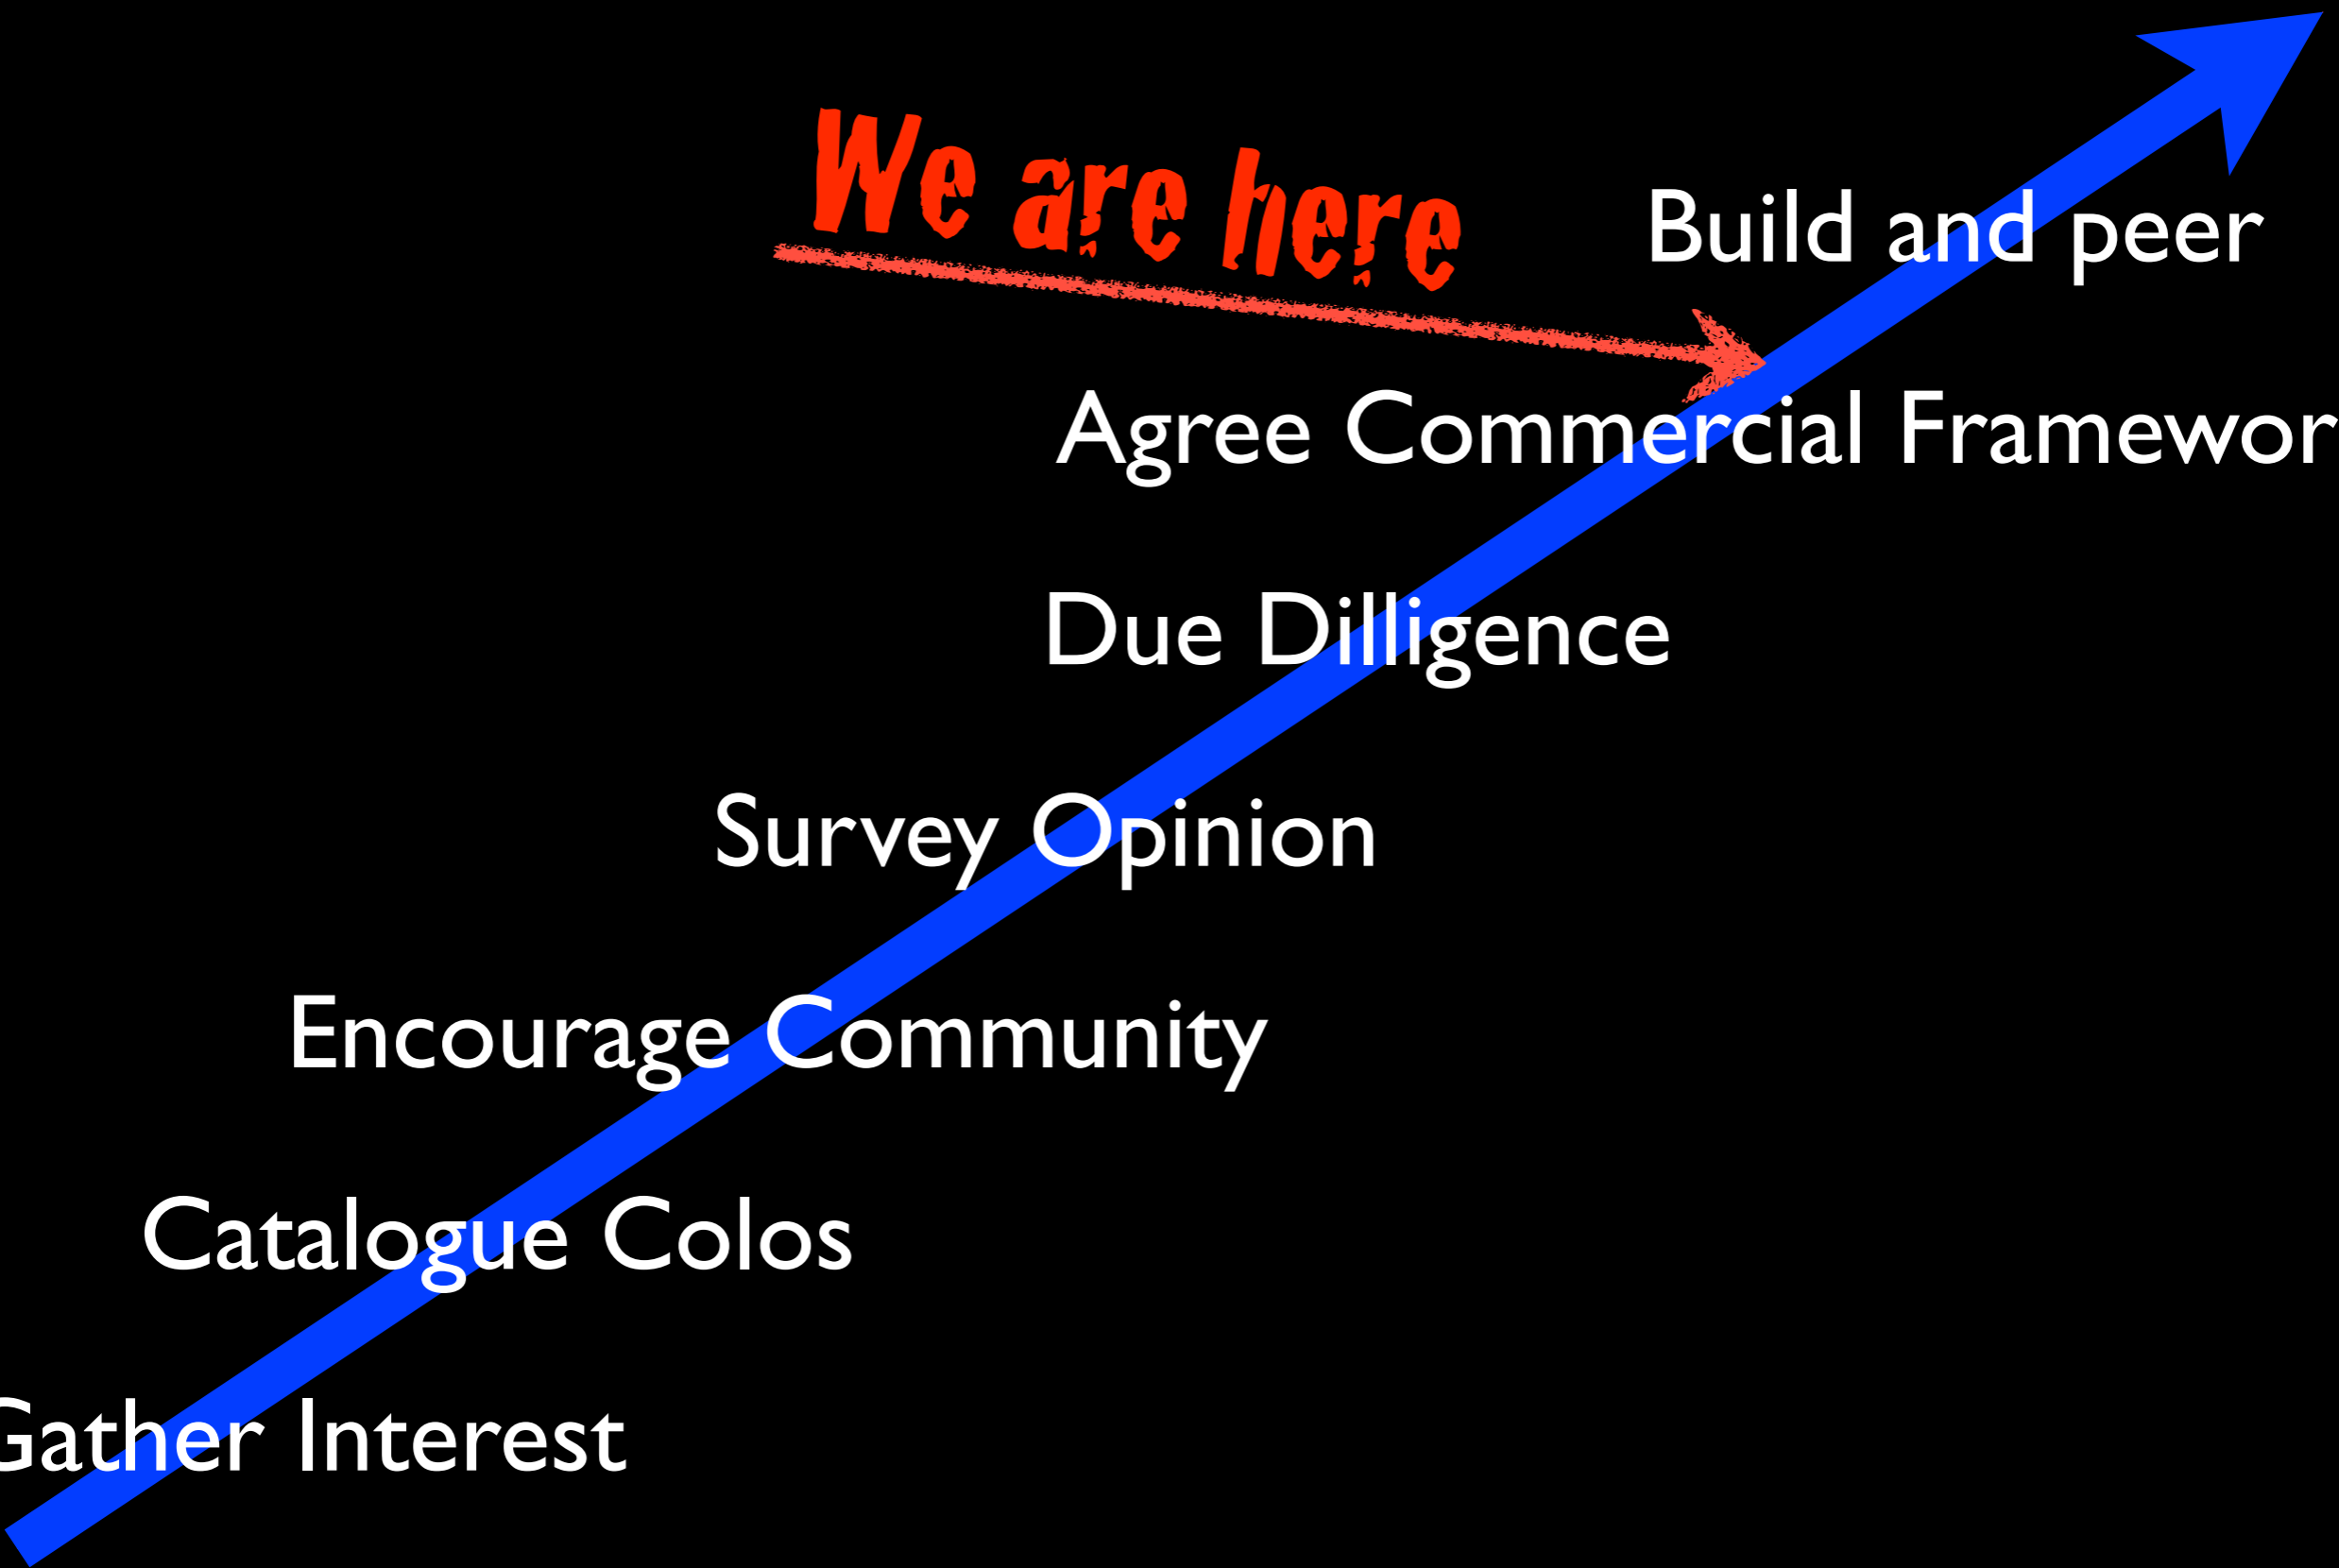 We are here
Build and peer
Agree Commercial Framewor
Due Dilligence
Survey Opinion
Encourage Community
Catalogue Colos
Gather Interest